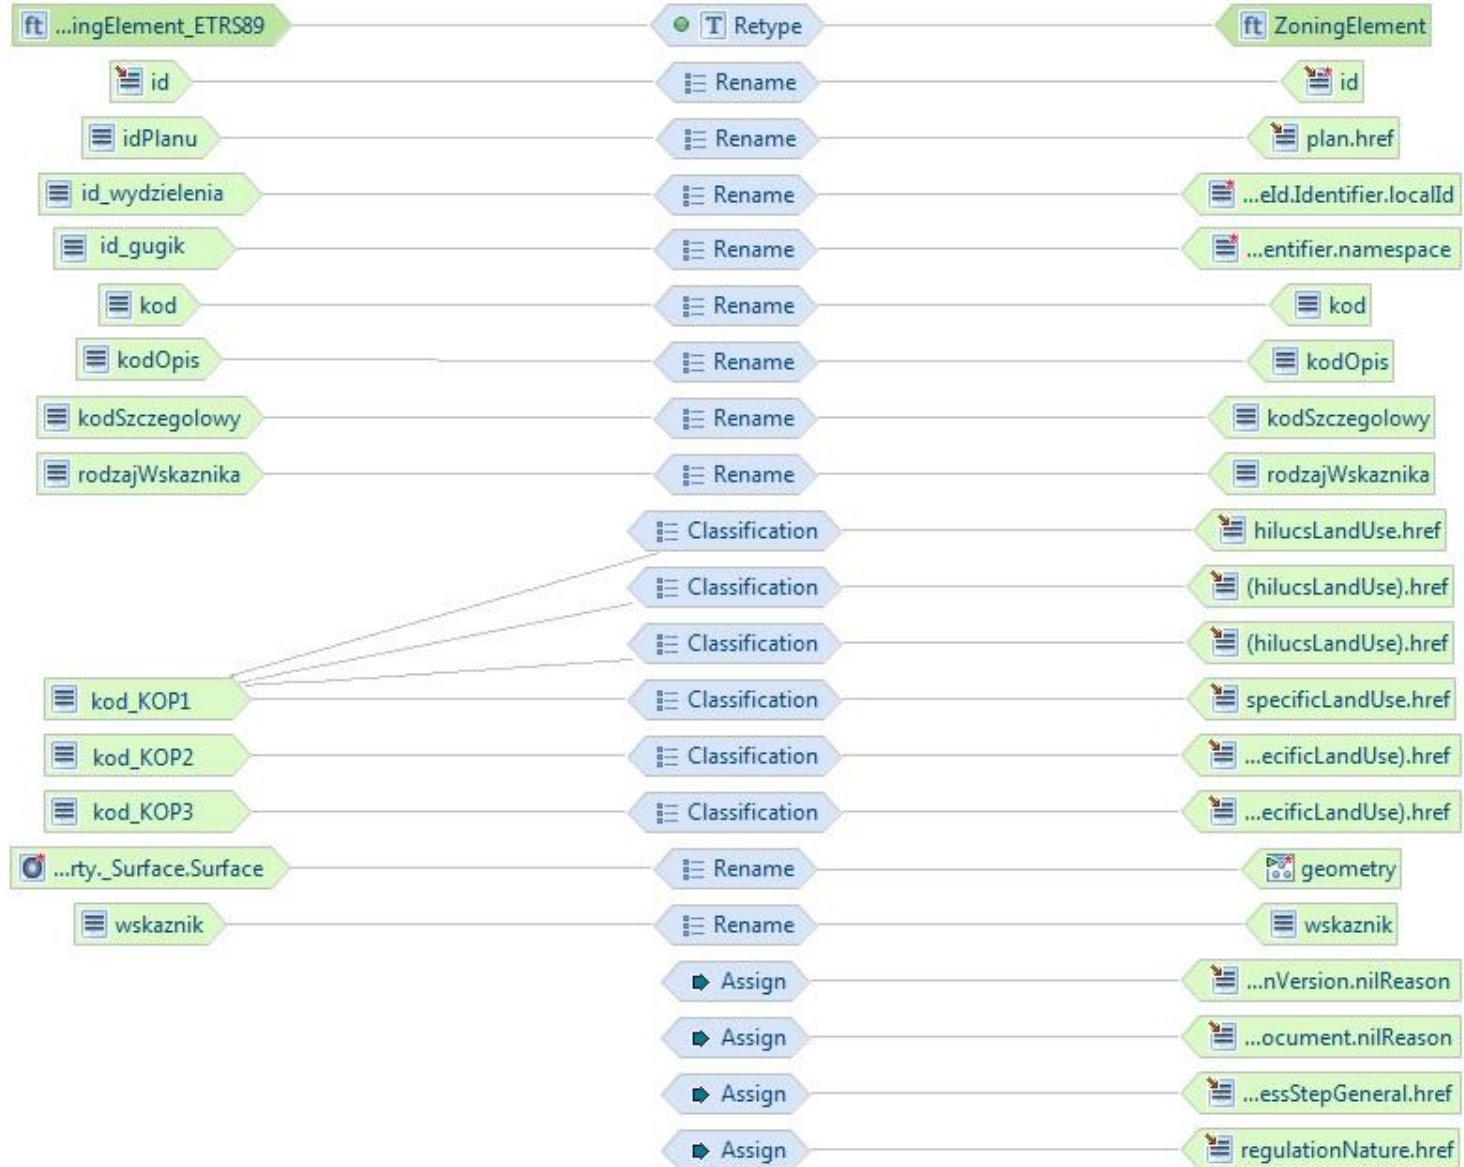 ft ...ingElement_ETRS89 T Retype ft ZoningElement
id Rename id
idPlanu Rename plan.href
id_wydzielenia Rename ...eId.Identifier.localId
id_gugik Rename ...entifier.namespace
kod Rename kod
kodOpis Rename kodOpis
kodSzczegolowy Rename kodSzczegolowy
rodzajWskaznika Rename rodzajWskaznika
Classification hilucsLandUse.href
Classification (hilucsLandUse).href
Classification (hilucsLandUse).href
kod_KOP1 Classification specificLandUse.href
kod_KOP2 Classification ...ecificLandUse).href
kod_KOP3 Classification ...ecificLandUse).href
...rty._Surface.Surface Rename geometry
wskaznik Rename wskaznik
Assign ...nVersion.nilReason
Assign ...ocument.nilReason
Assign ...essStepGeneral.href
Assign regulationNature.href